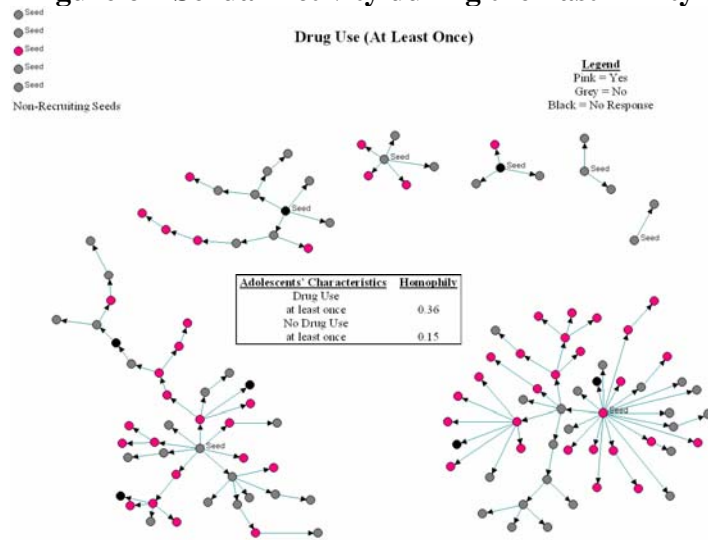 Seed
Seed
Seed
Seed
Seed
Non-Recruiting Seeds
Drug Use (At Least Once)
Legend
Pink = Yes
Grey = No
Black = No Response
Seed
Seed
Seed
Seed
Seed
Adolescents' Characteristics Homophily
Drug Use
at least once 0.36
No Drug Use
at least once 0.15
Seed
Seed